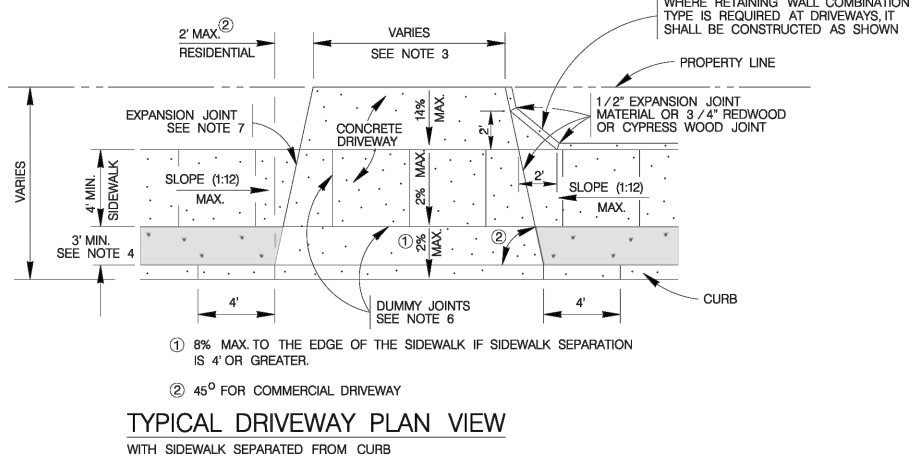 WHERE RETAINING WALL COMBINATION
TYPE IS REQUIRED AT DRIVEWAYS, IT
SHALL BE CONSTRUCTED AS SHOWN
2' MAX. ②
RESIDENTIAL
VARIES
SEE NOTE 3
PROPERTY LINE
EXPANSION JOINT
SEE NOTE 7
CONCRETE
DRIVEWAY
14%
MAX.
2'
1/2" EXPANSION JOINT
MATERIAL OR 3/4" REDWOOD
OR CYPRESS WOOD JOINT
VARIES
4' MIN.
SIDEWALK
SLOPE (1:12)
MAX.
2%
MAX.
2'
SLOPE (1:12)
MAX.
3' MIN.
SEE NOTE 4
①
2%
MAX.
②
4'
DUMMY JOINTS
SEE NOTE 6
4'
CURB
① 8% MAX. TO THE EDGE OF THE SIDEWALK IF SIDEWALK SEPARATION
IS 4' OR GREATER.
② 45° FOR COMMERCIAL DRIVEWAY
TYPICAL DRIVEWAY PLAN VIEW
WITH SIDEWALK SEPARATED FROM CURB